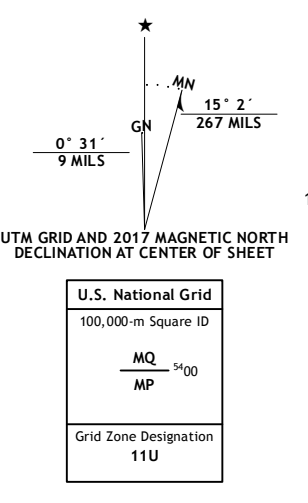 ★
MN
15° 2´
267 MILS
GN
0° 31´
9 MILS
UTM GRID AND 2017 MAGNETIC NORTH
DECLINATION AT CENTER OF SHEET
U.S. National Grid
100,000-m Square ID
MQ
⁵⁴00
MP
Grid Zone Designation
11U